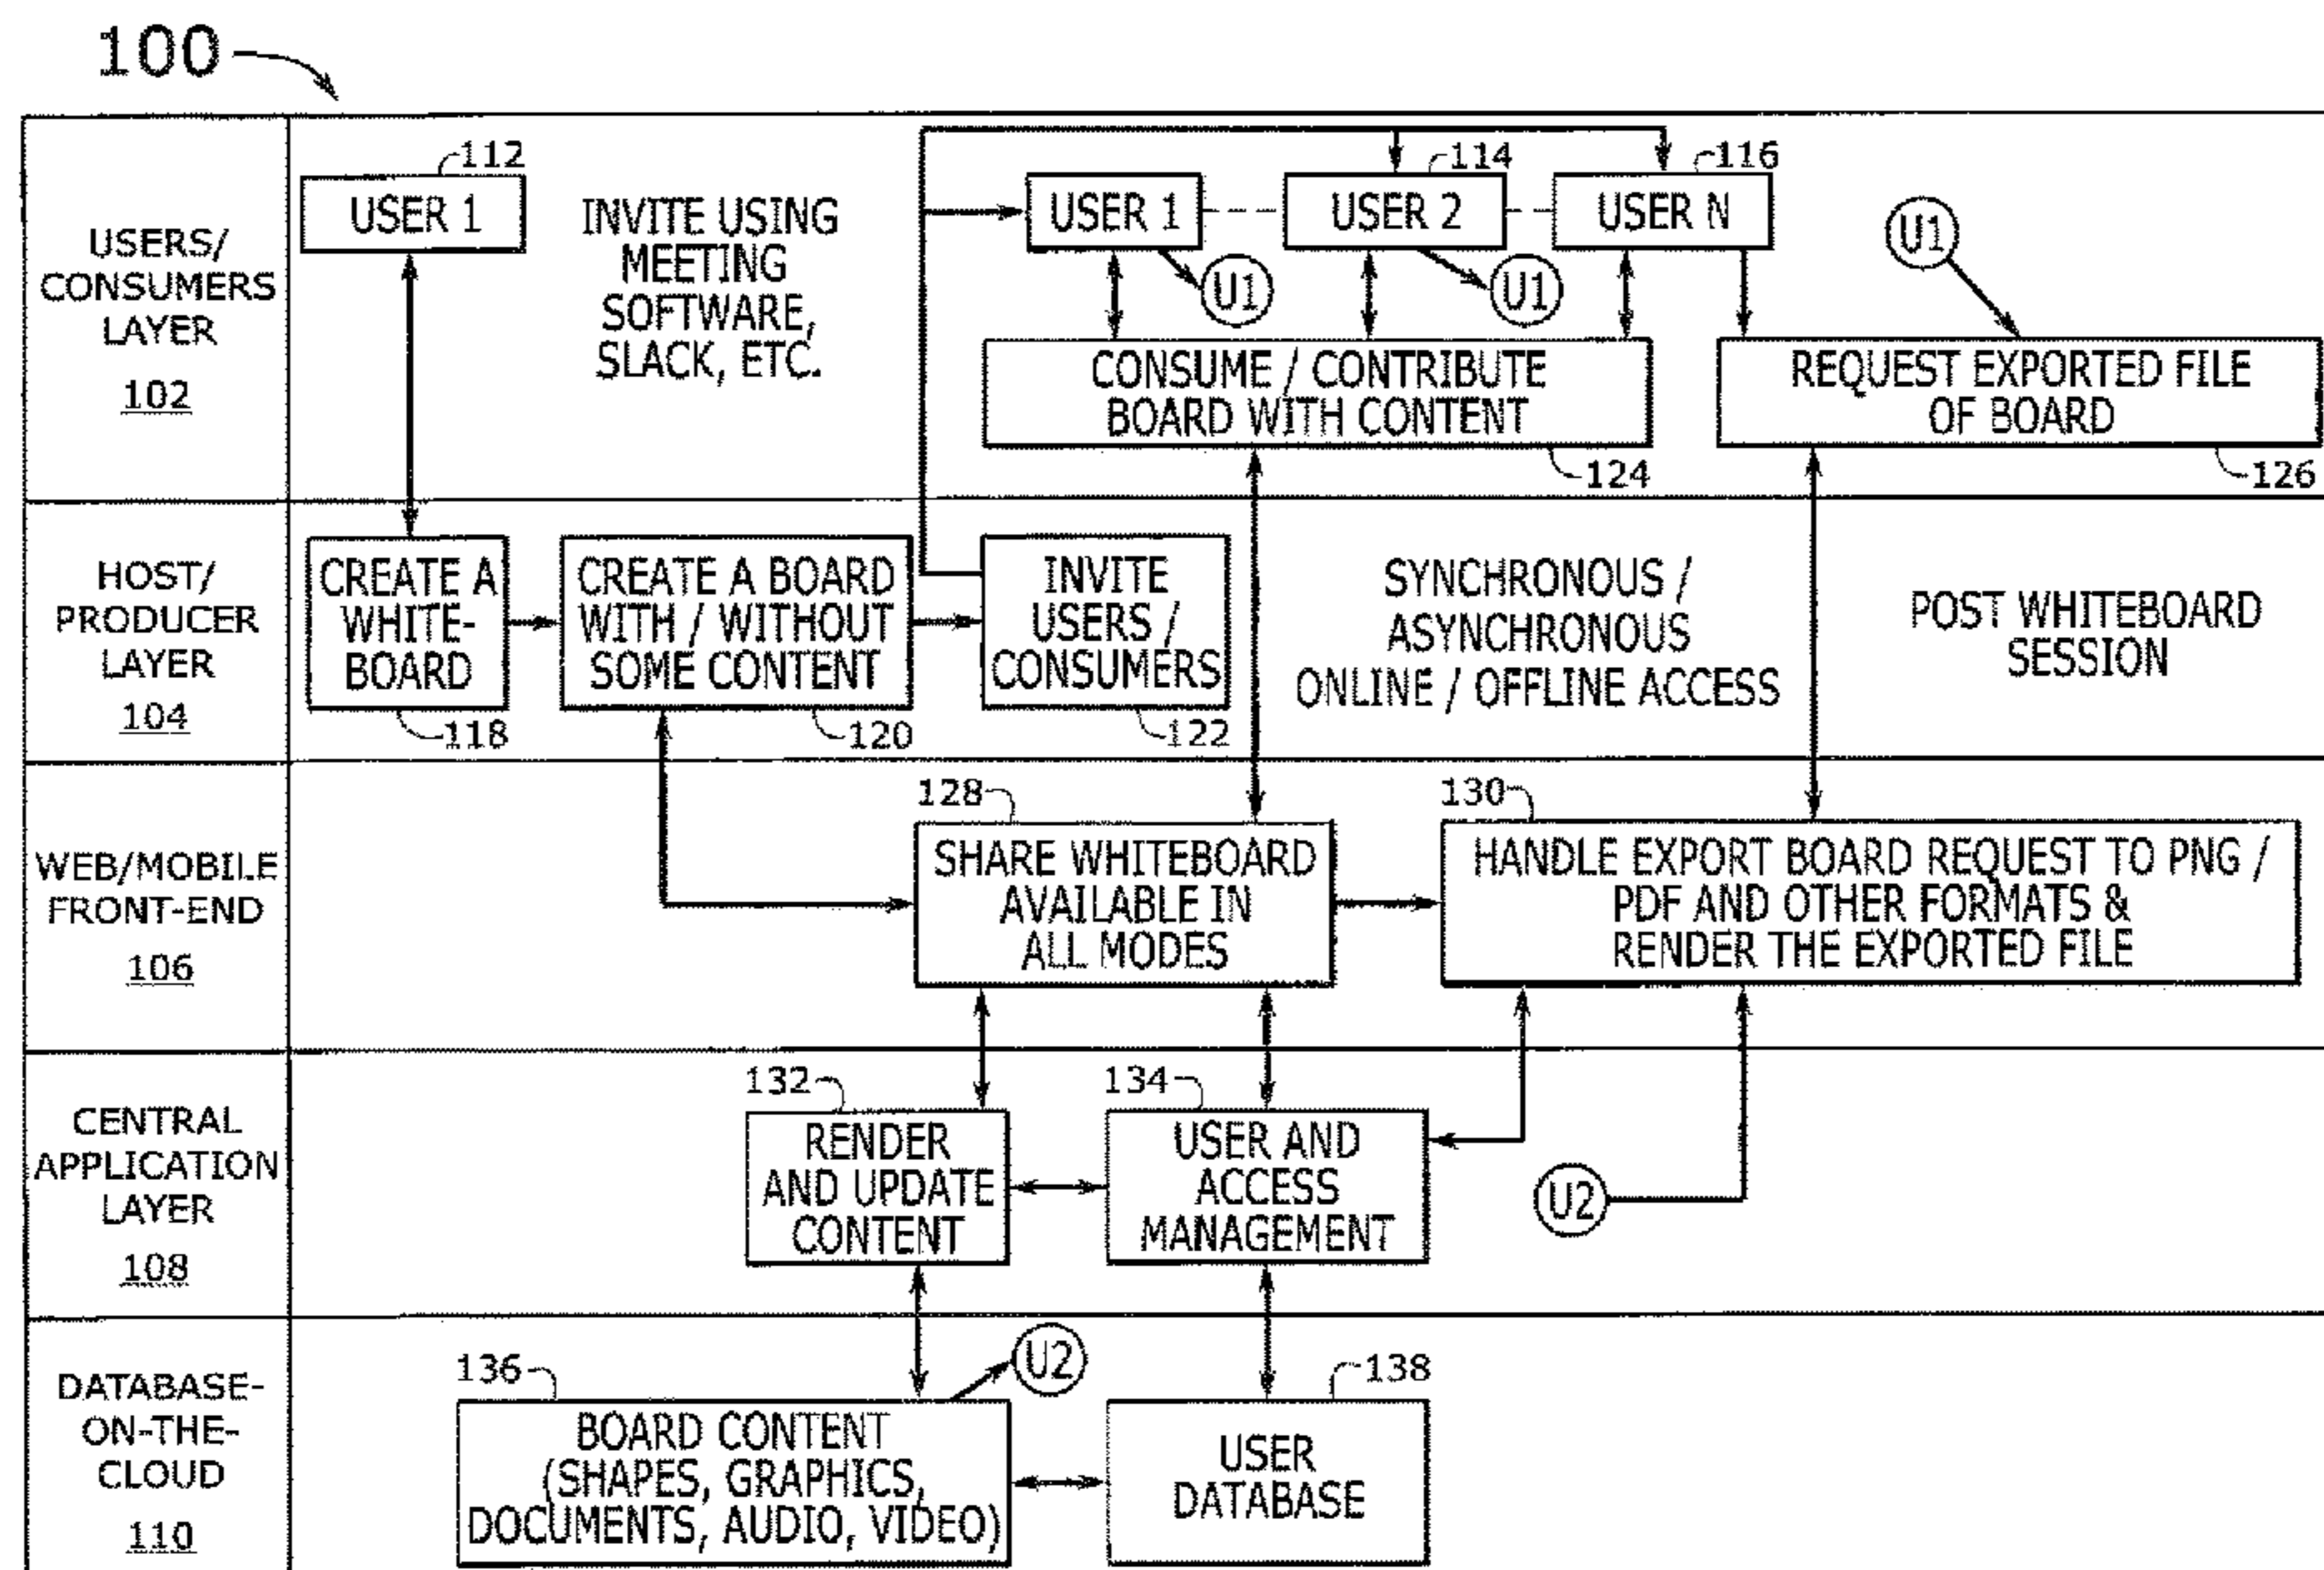 100
USERS/
CONSUMERS
LAYER
102
112
USER 1
INVITE USING
MEETING
SOFTWARE,
SLACK, ETC.
USER 1
114
USER 2
116
USER N
U1
U1
U1
CONSUME / CONTRIBUTE
BOARD WITH CONTENT
124
REQUEST EXPORTED FILE
OF BOARD
126
HOST/
PRODUCER
LAYER
104
CREATE A
WHITE-
BOARD
118
CREATE A BOARD
WITH / WITHOUT
SOME CONTENT
120
INVITE
USERS /
CONSUMERS
122
SYNCHRONOUS /
ASYNCHRONOUS
ONLINE / OFFLINE ACCESS
POST WHITEBOARD
SESSION
WEB/MOBILE
FRONT-END
106
128
SHARE WHITEBOARD
AVAILABLE IN
ALL MODES
130
HANDLE EXPORT BOARD REQUEST TO PNG /
PDF AND OTHER FORMATS &
RENDER THE EXPORTED FILE
CENTRAL
APPLICATION
LAYER
108
132
RENDER
AND UPDATE
CONTENT
134
USER AND
ACCESS
MANAGEMENT
U2
DATABASE-
ON-THE-
CLOUD
110
136
U2
BOARD CONTENT
(SHAPES, GRAPHICS,
DOCUMENTS, AUDIO, VIDEO)
138
USER
DATABASE